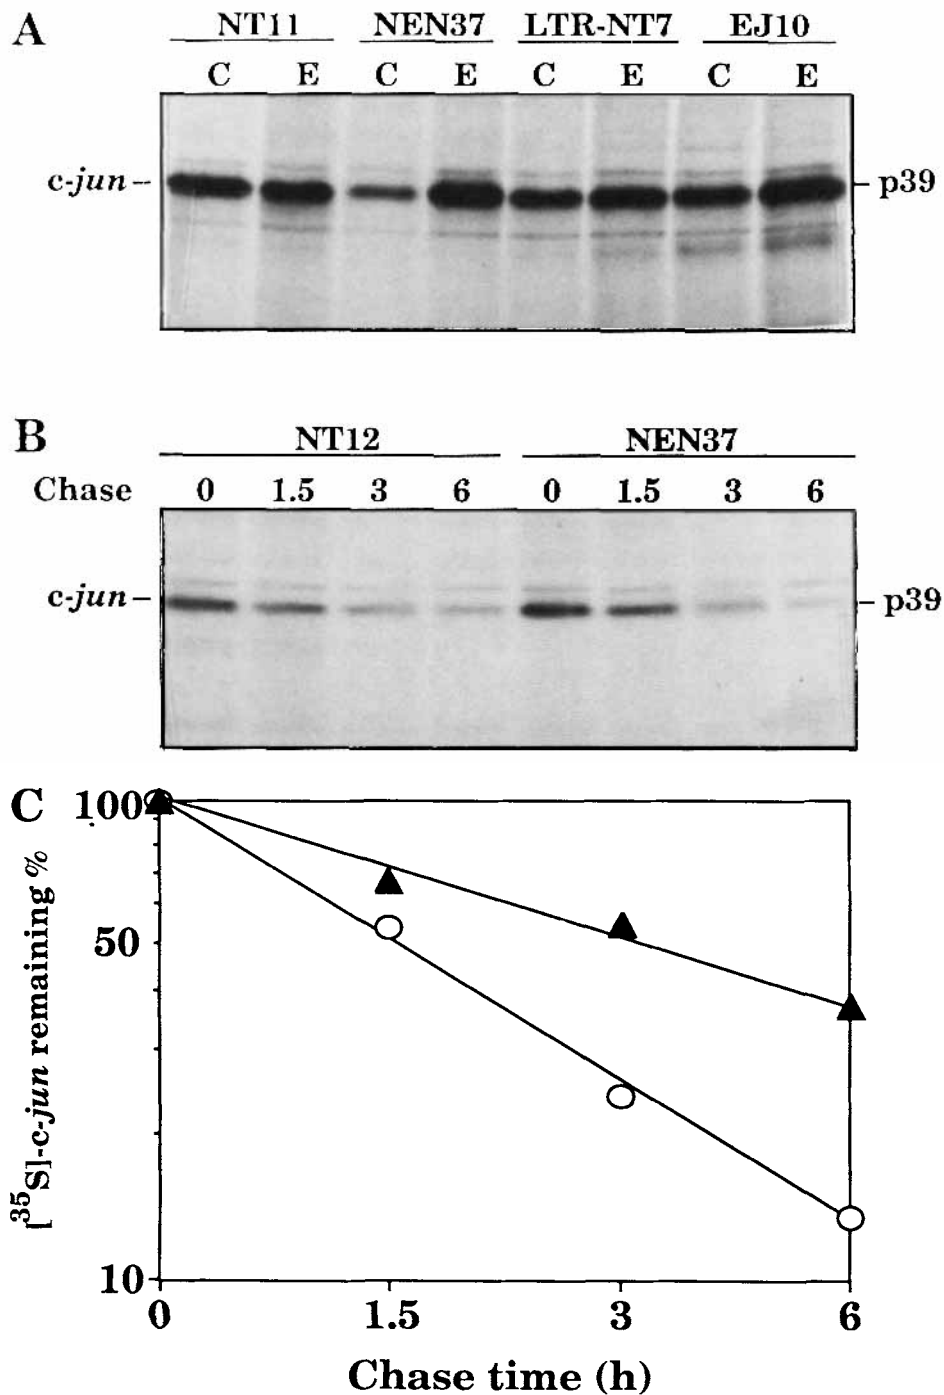 A
NT11 NEN37 LTR-NT7 EJ10
C E C E C E C E
c-jun p39
B
NT12 NEN37
Chase 0 1.5 3 6 0 1.5 3 6
c-jun p39
C
100
50
10
[35S]-c-jun remaining %
0 1.5 3 6
Chase time (h)